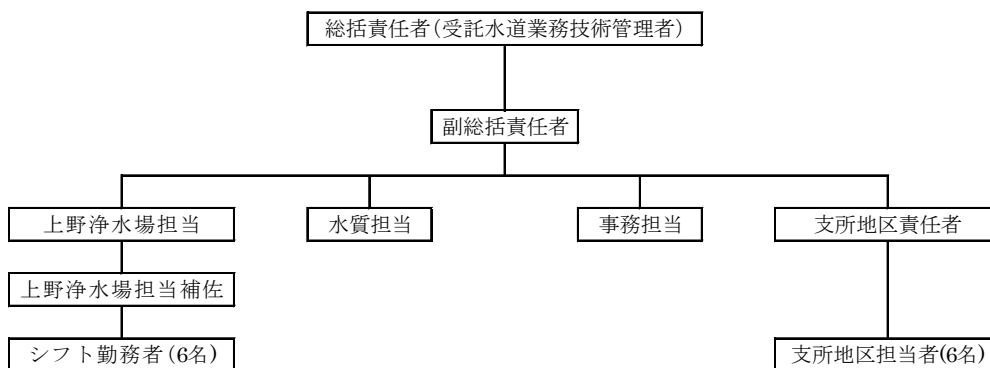 総括責任者(受託水道業務技術管理者)
副総括責任者
上野浄水場担当
水質担当
事務担当
支所地区責任者
上野浄水場担当補佐
シフト勤務者(6名)
支所地区担当者(6名)